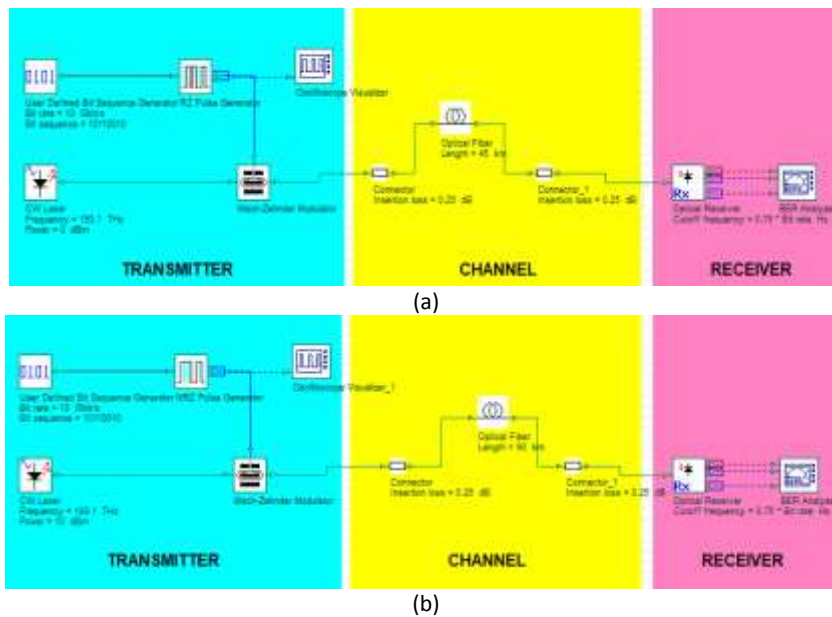 0101
User Defined Bit Sequence Generator RZ Pulse Generator
Bit rate = 10 Gbit/s
Bit sequence = 10110010
Oscilloscope Visualizer
CW Laser
Frequency = 193.1 THz
Power = 0 dBm
Mach-Zehnder Modulator
Connector
Insertion loss = 0.25 dB
Optical Fiber
Length = 45 km
Connector_1
Insertion loss = 0.25 dB
Rx
Optical Receiver
Cutoff frequency = 0.75 * Bit rate Hz
BER Analyzer
TRANSMITTER
CHANNEL
RECEIVER
(a)
0101
User Defined Bit Sequence Generator NRZ Pulse Generator
Bit rate = 10 Gbit/s
Bit sequence =
Oscilloscope Visualizer_1
CW Laser
Frequency = 193.1 THz
Power = 10 dBm
Mach-Zehnder Modulator
Connector
Insertion loss = 0.25 dB
Optical Fiber
Length = km
Connector_1
Insertion loss = 0.25 dB
Rx
Optical Receiver
Cutoff frequency = 0.75 * Bit rate Hz
BER Analyzer
TRANSMITTER
CHANNEL
RECEIVER
(b)